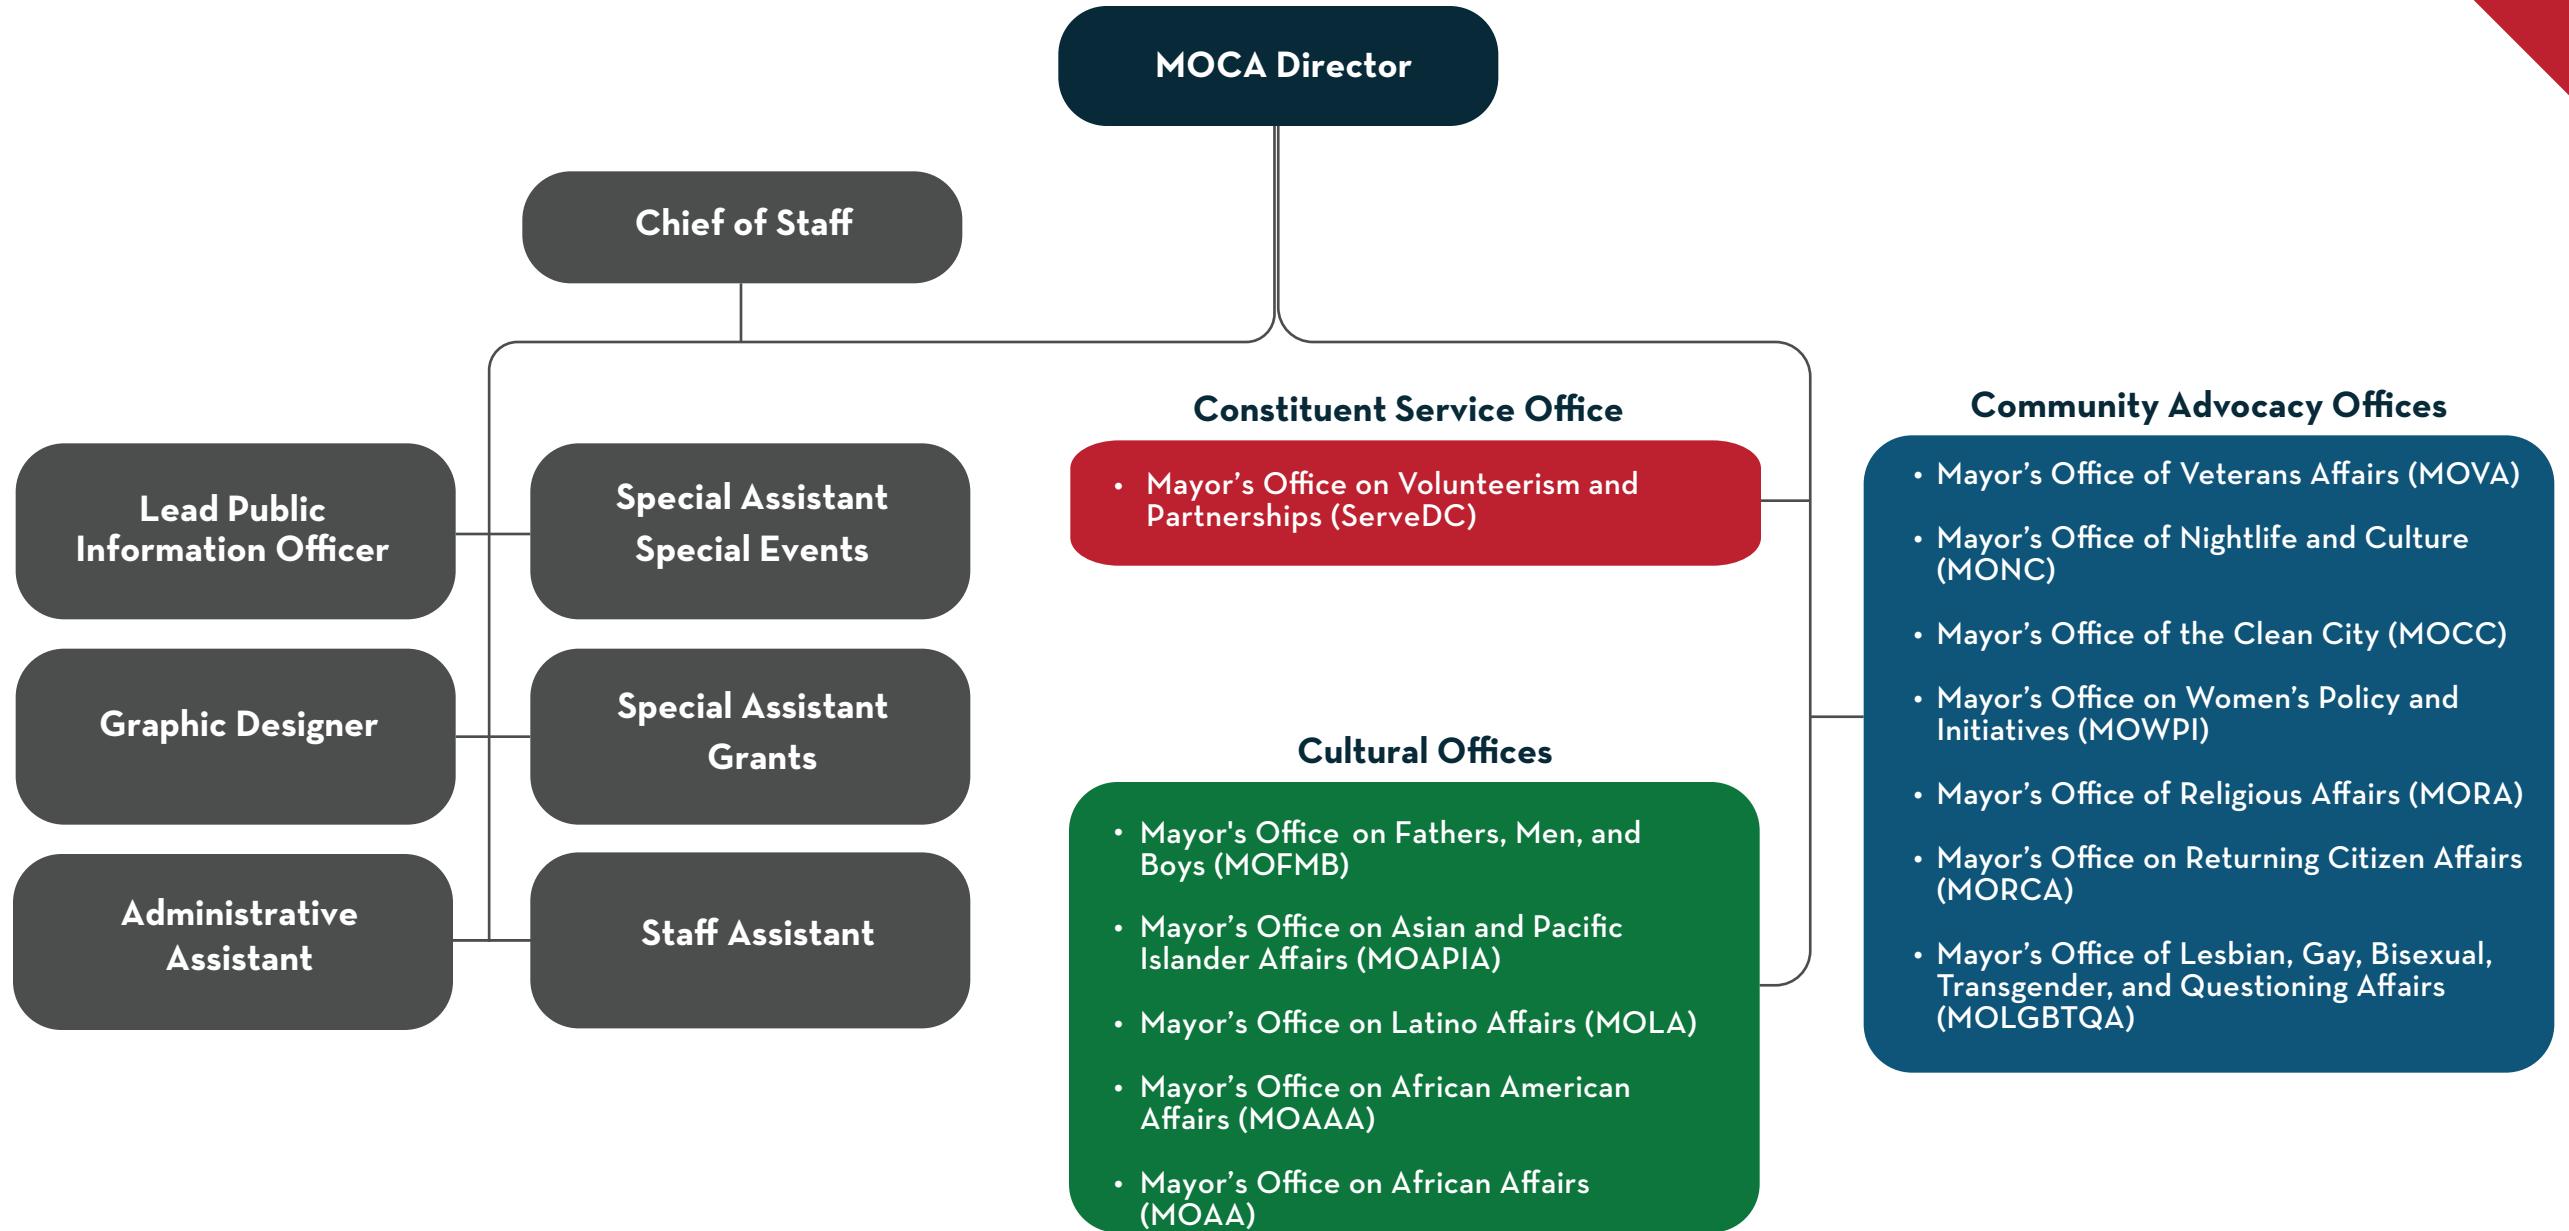 MOCA Director
Chief of Staff
Lead Public
Information Officer
Special Assistant
Special Events
Graphic Designer
Special Assistant
Grants
Administrative
Assistant
Staff Assistant
Constituent Service Office
• Mayor’s Office on Volunteerism and
Partnerships (ServeDC)
Cultural Offices
• Mayor's Office on Fathers, Men, and
Boys (MOFMB)
• Mayor’s Office on Asian and Pacific
Islander Affairs (MOAPIA)
• Mayor’s Office on Latino Affairs (MOLA)
• Mayor’s Office on African American
Affairs (MOAAA)
• Mayor’s Office on African Affairs
(MOAA)
Community Advocacy Offices
• Mayor’s Office of Veterans Affairs (MOVA)
• Mayor’s Office of Nightlife and Culture
(MONC)
• Mayor’s Office of the Clean City (MOCC)
• Mayor’s Office on Women’s Policy and
Initiatives (MOWPI)
• Mayor’s Office of Religious Affairs (MORA)
• Mayor’s Office on Returning Citizen Affairs
(MORCA)
• Mayor’s Office of Lesbian, Gay, Bisexual,
Transgender, and Questioning Affairs
(MOLGBTQA)